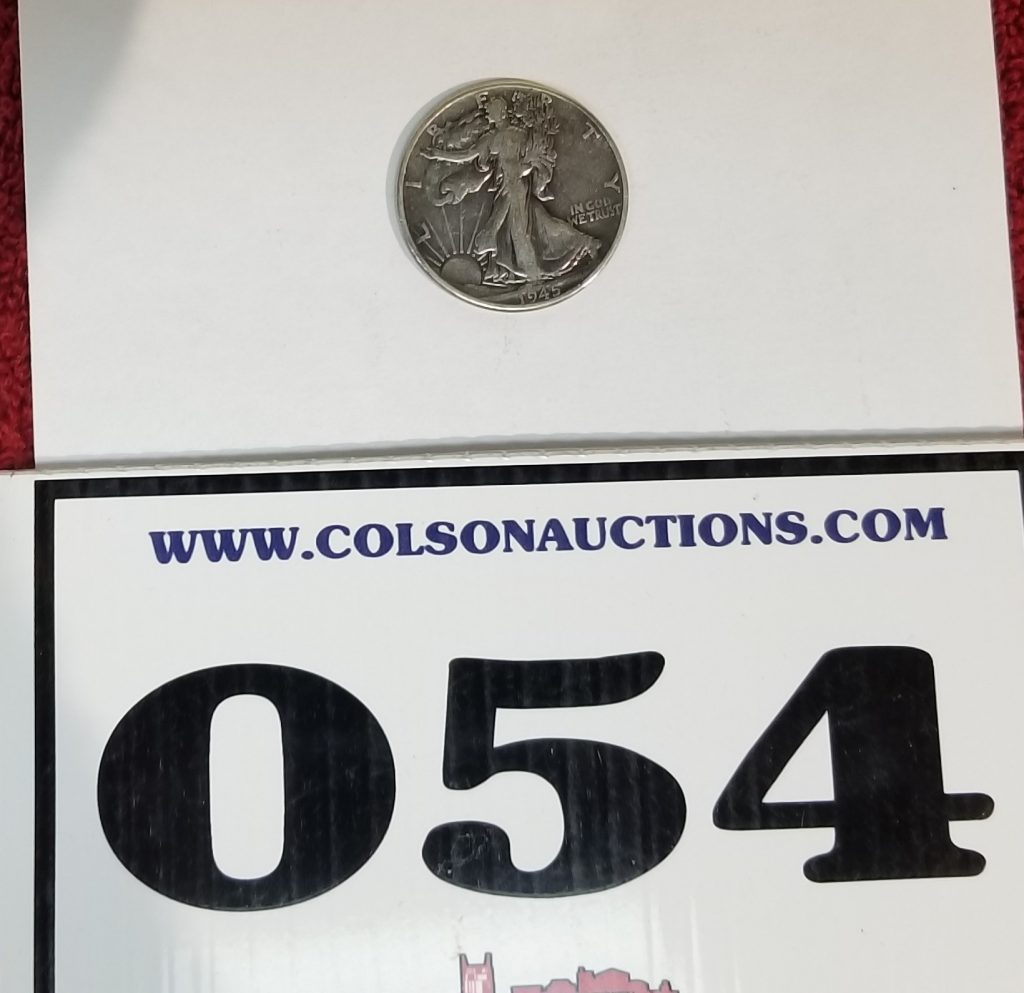 LIBERTY
IN GOD
WE TRUST
1945
WWW.COLSONAUCTIONS.COM
054